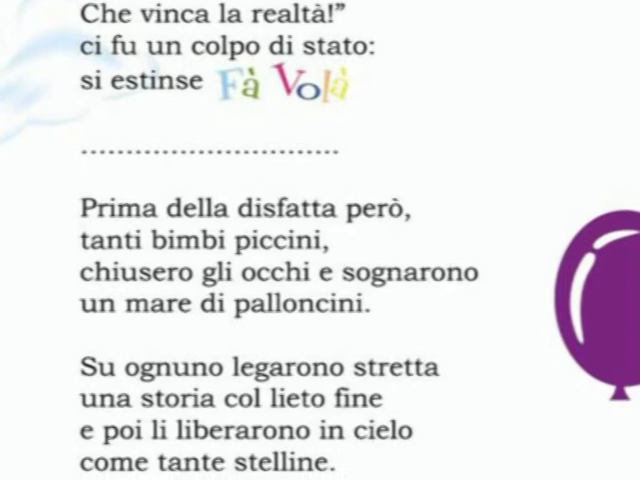 Che vinca la realtà!”
ci fu un colpo di stato:
si estinse Fà Volà
.............................
Prima della disfatta però,
tanti bimbi piccini,
chiusero gli occhi e sognarono
un mare di palloncini.
Su ognuno legarono stretta
una storia col lieto fine
e poi li liberarono in cielo
come tante stelline.